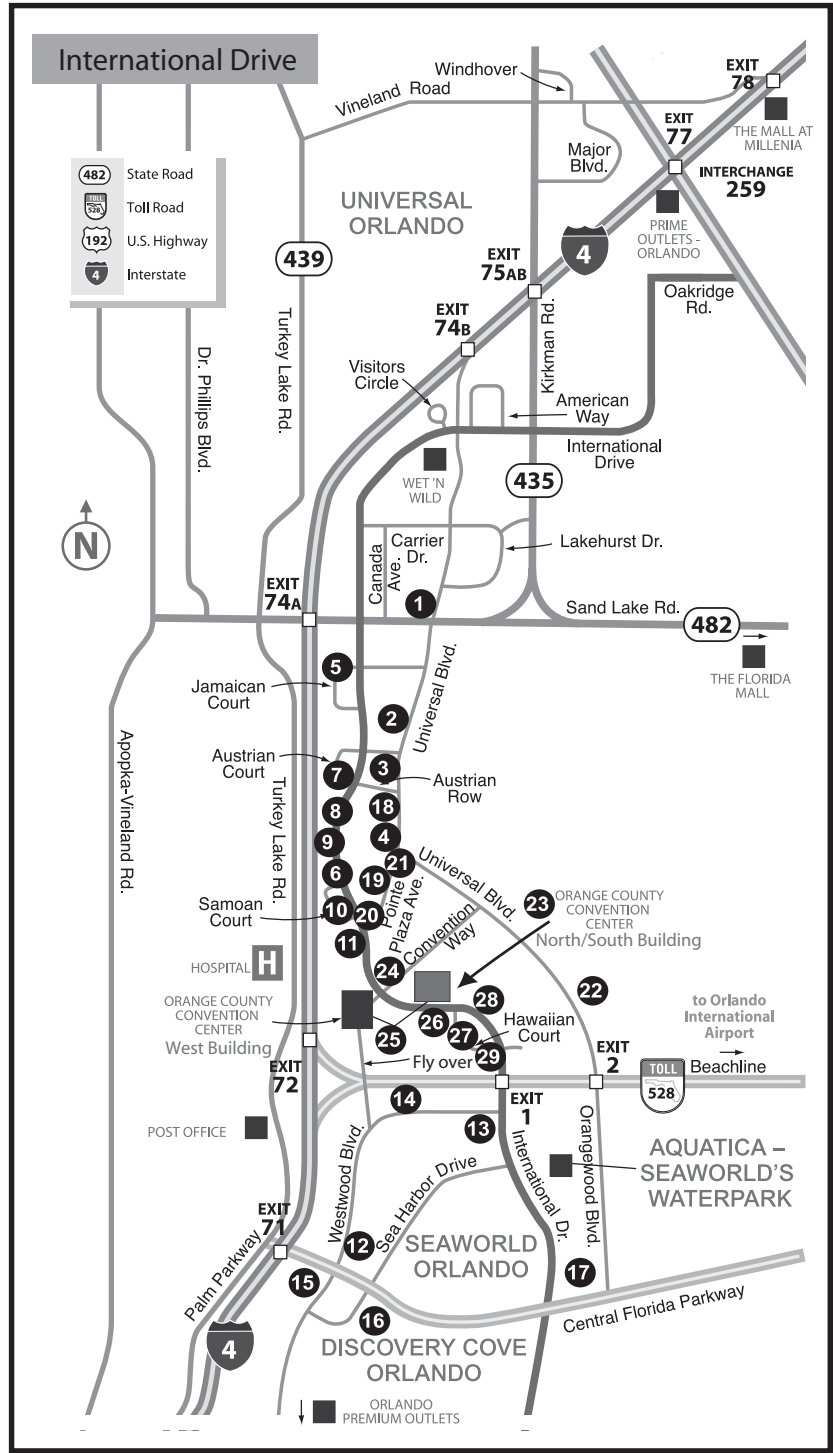 International Drive
482
State Road
TOLL
528
Toll Road
192
U.S. Highway
4
Interstate
Windhover
Vineland Road
EXIT
78
THE MALL AT
MILLENIA
EXIT
77
INTERCHANGE
259
Major
Blvd.
UNIVERSAL
ORLANDO
PRIME
OUTLETS -
ORLANDO
4
439
EXIT
75AB
EXIT
74B
Oakridge
Rd.
Kirkman Rd.
Turkey Lake Rd.
Dr. Phillips Blvd.
Visitors
Circle
American
Way
International
Drive
WET 'N
WILD
435
N
Carrier
Dr.
Canada
Ave.
Lakehurst Dr.
EXIT
74A
1
Sand Lake Rd.
482
THE FLORIDA
MALL
5
Jamaican
Court
Universal Blvd.
2
Apopka-Vineland Rd.
Austrian
Court
7
3
Austrian
Row
Turkey Lake Rd.
8
18
9
4
21
Universal Blvd.
6
19
Pointe
Plaza Ave.
Samoan
Court
10
20
23
ORANGE COUNTY
CONVENTION
CENTER
North/South Building
Convention
Way
11
HOSPITAL
H
24
22
28
ORANGE COUNTY
CONVENTION
CENTER
West Building
26
27
25
Hawaiian
Court
29
Fly over
to Orlando
International
Airport
EXIT
72
EXIT
2
TOLL
528
Beachline
14
EXIT
1
13
POST OFFICE
Westwood Blvd.
Sea Harbor Drive
International Dr.
Orangewood Blvd.
AQUATICA –
SEAWORLD'S
WATERPARK
EXIT
71
Palm Parkway
12
SEAWORLD
ORLANDO
15
17
16
Central Florida Parkway
4
DISCOVERY COVE
ORLANDO
ORLANDO
PREMIUM OUTLETS